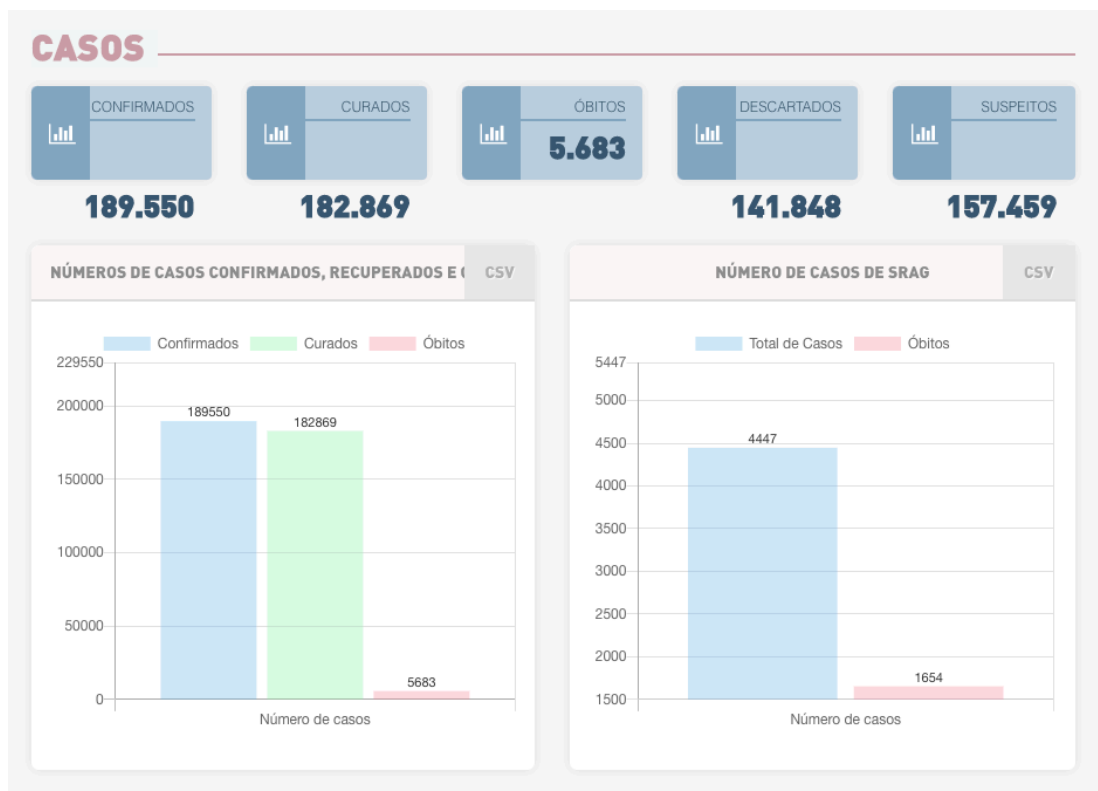 CASOS
CONFIRMADOS
189.550
CURADOS
182.869
ÓBITOS
5.683
DESCARTADOS
141.848
SUSPEITOS
157.459
NÚMEROS DE CASOS CONFIRMADOS, RECUPERADOS E
CSV
Confirmados
Curados
Óbitos
229550
200000
150000
100000
50000
0
189550
182869
5683
Número de casos
NÚMERO DE CASOS DE SRAG
CSV
Total de Casos
Óbitos
5447
5000
4500
4000
3500
3000
2500
2000
1500
4447
1654
Número de casos